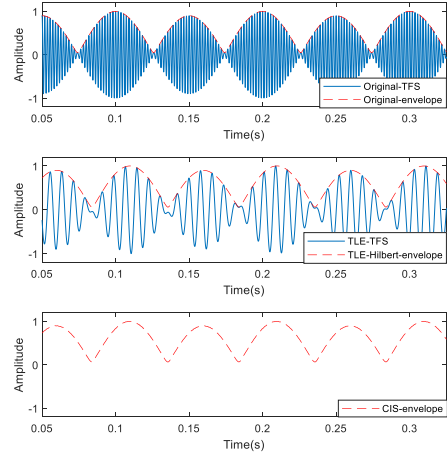 1
0
-1
Amplitude
0.05 0.1 0.15 0.2 0.25 0.3
Time(s)
Original-TFS
Original-envelope
1
0
-1
Amplitude
0.05 0.1 0.15 0.2 0.25 0.3
Time(s)
TLE-TFS
TLE-Hilbert-envelope
1
0
-1
Amplitude
0.05 0.1 0.15 0.2 0.25 0.3
Time(s)
CIS-envelope